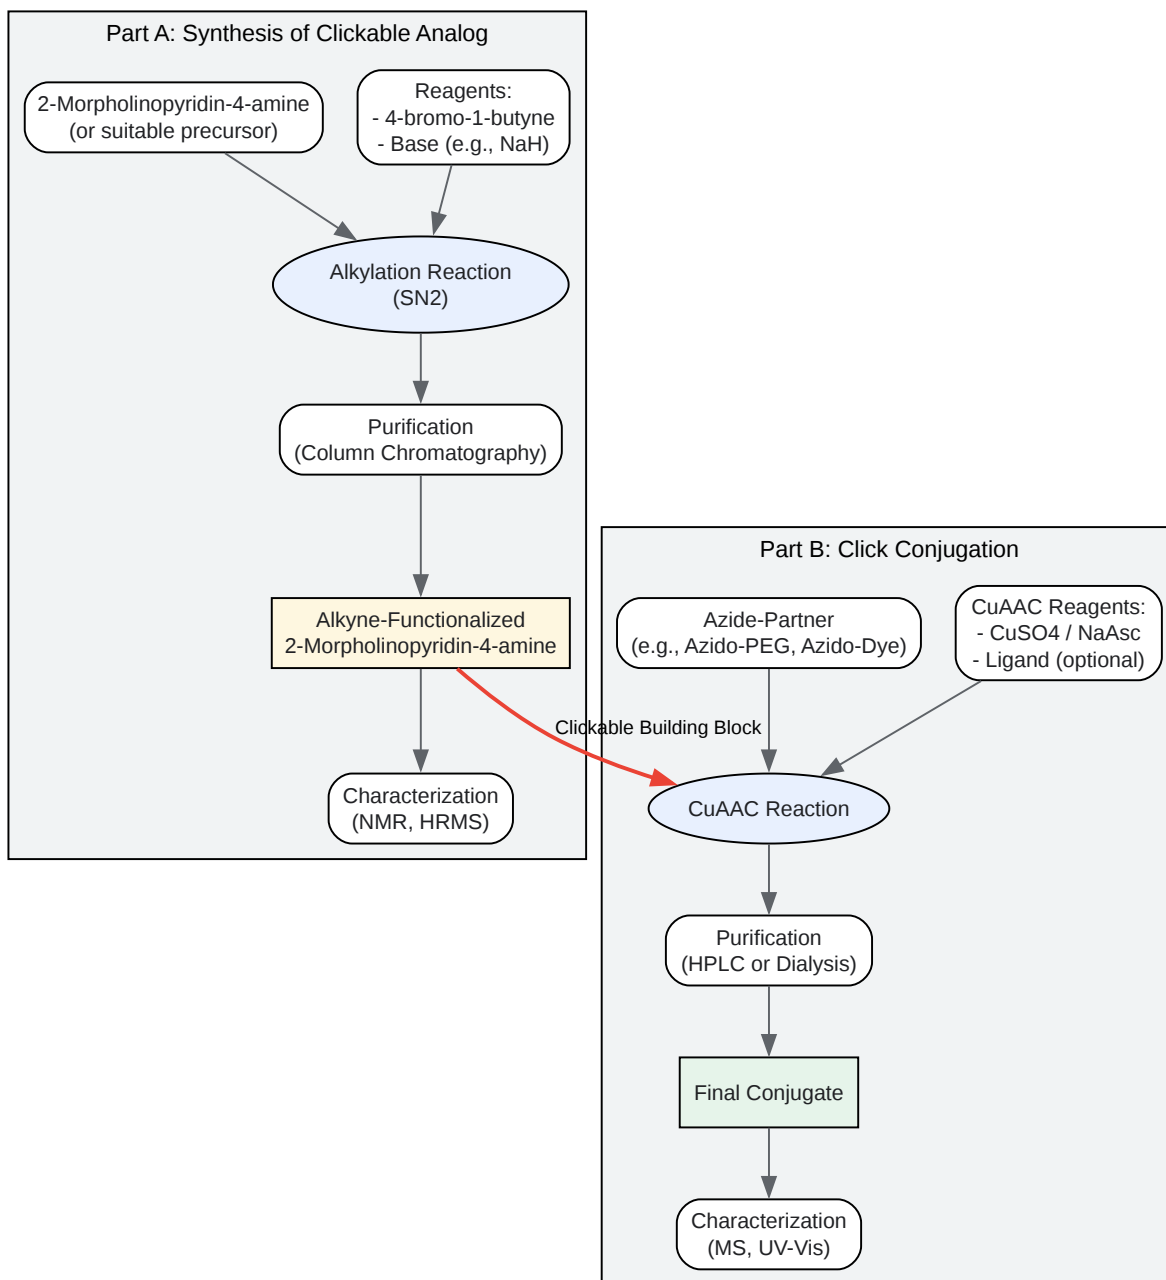 Part A: Synthesis of Clickable Analog
2-Morpholinopyridin-4-amine
(or suitable precursor)
Reagents:
- 4-bromo-1-butyne
- Base (e.g., NaH)
Alkylation Reaction
(SN2)
Purification
(Column Chromatography)
Alkyne-Functionalized
2-Morpholinopyridin-4-amine
Characterization
(NMR, HRMS)
Clickable Building Block
Part B: Click Conjugation
Azide-Partner
(e.g., Azido-PEG, Azido-Dye)
CuAAC Reagents:
- CuSO4 / NaAsc
- Ligand (optional)
CuAAC Reaction
Purification
(HPLC or Dialysis)
Final Conjugate
Characterization
(MS, UV-Vis)